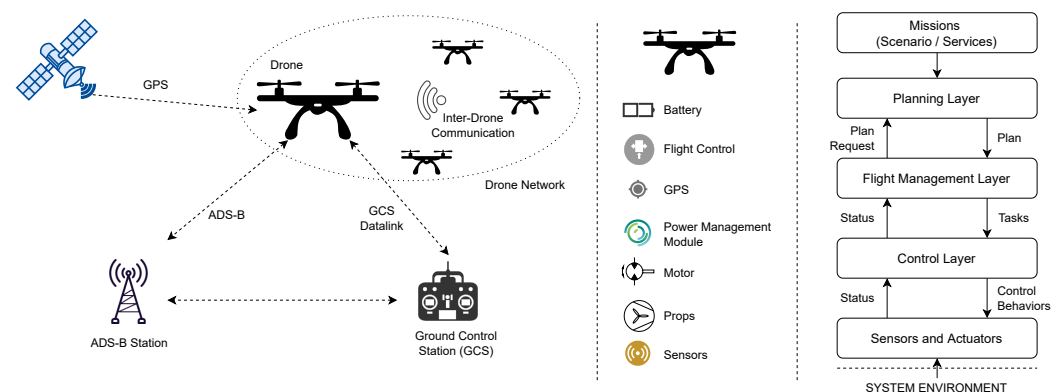 GPS
Drone
Inter-Drone
Communication
Drone Network
ADS-B
GCS
Datalink
ADS-B Station
Ground Control
Station (GCS)
Battery
Flight Control
GPS
Power Management
Module
Motor
Props
Sensors
Missions
(Scenario / Services)
Planning Layer
Plan
Request
Plan
Flight Management Layer
Status
Tasks
Control Layer
Status
Control
Behaviors
Sensors and Actuators
SYSTEM ENVIRONMENT